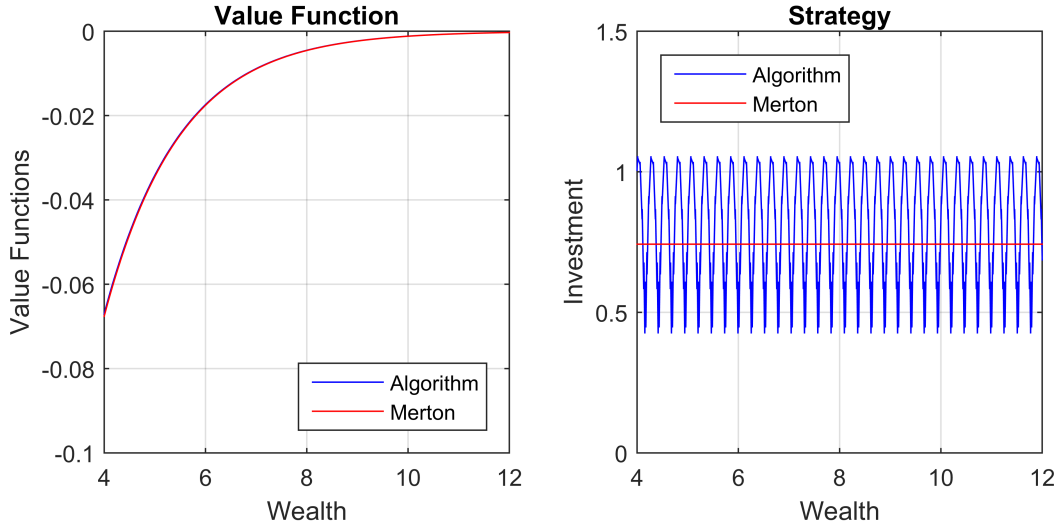 Value Function
Value Functions
0
-0.02
-0.04
-0.06
-0.08
-0.1
4
6
8
10
12
Wealth
Algorithm
Merton
Strategy
Investment
1.5
1
0.5
0
4
6
8
10
12
Wealth
Algorithm
Merton